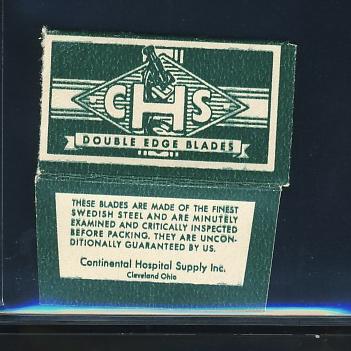 CHS
DOUBLE EDGE BLADES
THESE BLADES ARE MADE OF THE FINEST
SWEDISH STEEL AND ARE MINUTELY
EXAMINED AND CRITICALLY INSPECTED
BEFORE PACKING. THEY ARE UNCON-
DITIONALLY GUARANTEED BY US.
Continental Hospital Supply Inc.
Cleveland Ohio